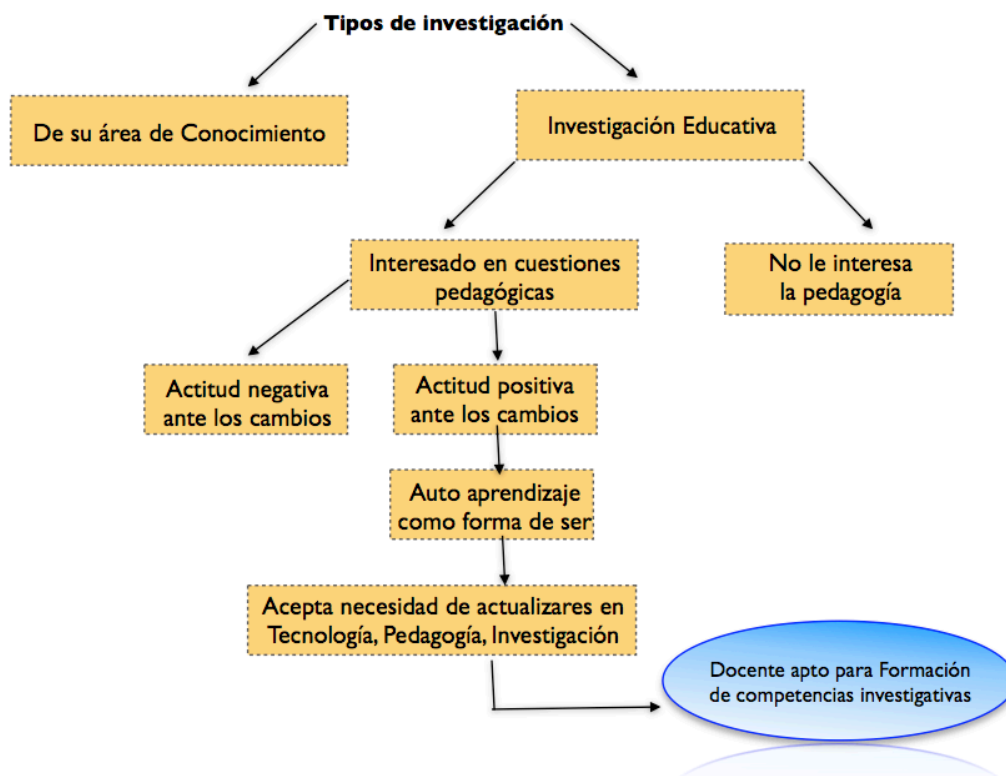 Tipos de investigación
De su área de Conocimiento
Investigación Educativa
Interesado en cuestiones
pedagógicas
No le interesa
la pedagogía
Actitud negativa
ante los cambios
Actitud positiva
ante los cambios
Auto aprendizaje
como forma de ser
Acepta necesidad de actualizares en
Tecnología, Pedagogía, Investigación
Docente apto para Formación
de competencias investigativas